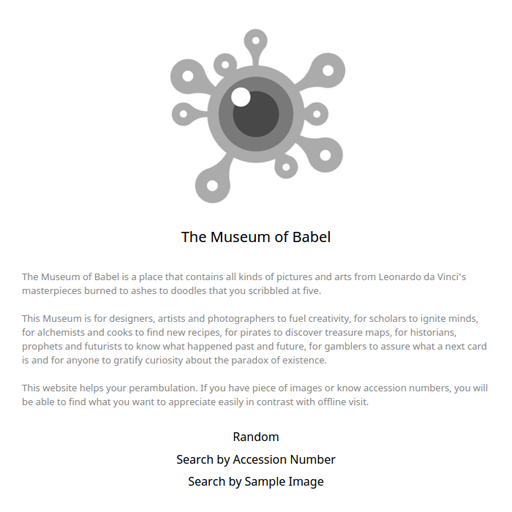 The Museum of Babel
The Museum of Babel is a place that contains all kinds of pictures and arts from Leonardo da Vinci's
masterpieces burned to ashes to doodles that you scribbled at five.
This Museum is for designers, artists and photographers to fuel creativity, for scholars to ignite minds,
for alchemists and cooks to find new recipes, for pirates to discover treasure maps, for historians,
prophets and futurists to know what happened past and future, for gamblers to assure what a next card
is and for anyone to gratify curiosity about the paradox of existence.
This website helps your perambulation. If you have piece of images or know accession numbers, you will
be able to find what you want to appreciate easily in contrast with offline visit.
Random
Search by Accession Number
Search by Sample Image